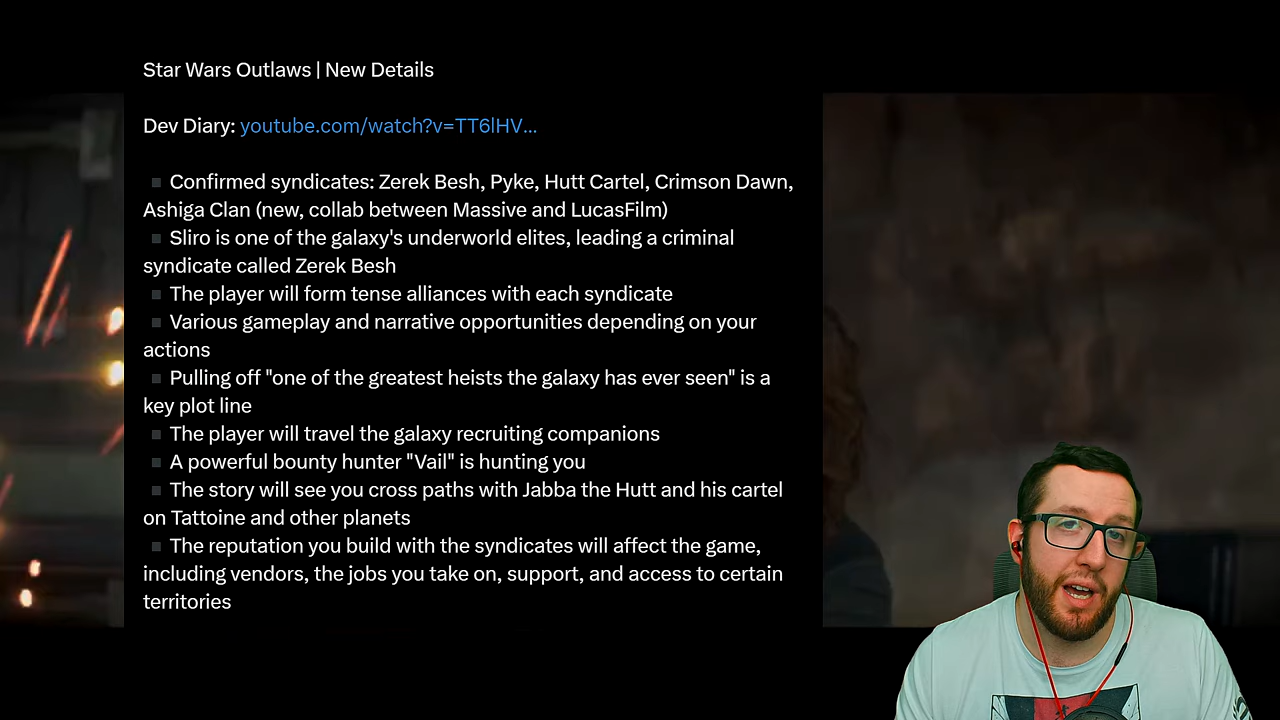 Star Wars Outlaws | New Details
Dev Diary: youtube.com/watch?v=TT6lHV...
▪ Confirmed syndicates: Zerek Besh, Pyke, Hutt Cartel, Crimson Dawn,
Ashiga Clan (new, collab between Massive and LucasFilm)
▪ Sliro is one of the galaxy's underworld elites, leading a criminal
syndicate called Zerek Besh
▪ The player will form tense alliances with each syndicate
▪ Various gameplay and narrative opportunities depending on your
actions
▪ Pulling off "one of the greatest heists the galaxy has ever seen" is a
key plot line
▪ The player will travel the galaxy recruiting companions
▪ A powerful bounty hunter "Vail" is hunting you
▪ The story will see you cross paths with Jabba the Hutt and his cartel
on Tattoine and other planets
▪ The reputation you build with the syndicates will affect the game,
including vendors, the jobs you take on, support, and access to certain
territories